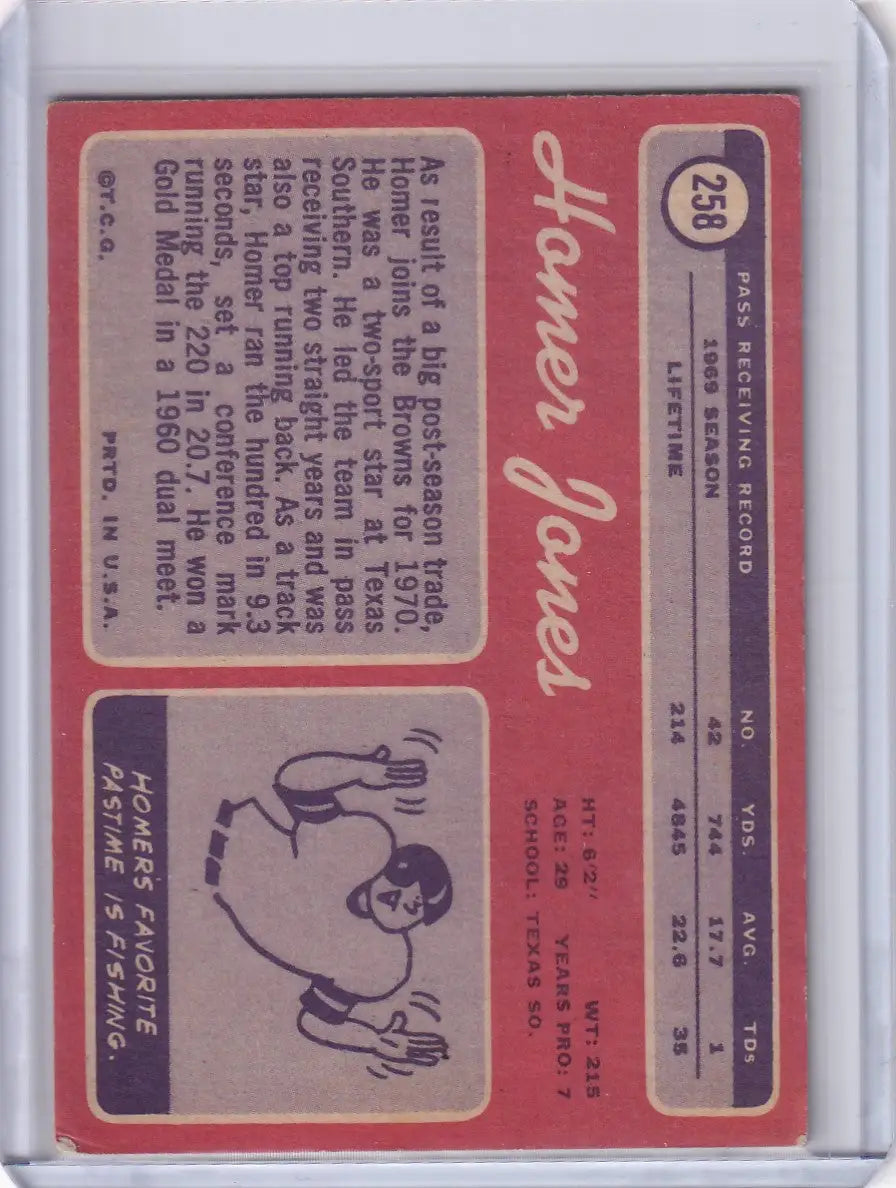 258
PASS RECEIVING RECORD NO. YDS. AVG. TDS
1969 SEASON 42 744 17.7 1
LIFETIME 214 4845 22.6 35
Homer Jones
HT: 6'2" WT: 215
AGE: 29 YEARS PRO: 7
SCHOOL: TEXAS SO.
As result of a big post-season trade,
Homer joins the Browns for 1970.
He was a two-sport star at Texas
Southern. He led the team in pass
receiving two straight years and was
also a top running back. As a track
star, Homer ran the hundred in 9.3
seconds, set a conference mark
running the 220 in 20.7. He won a
Gold Medal in a 1960 dual meet.
©T.C.G. PRTD. IN U.S.A.
HOMER'S FAVORITE
PASTIME IS FISHING.